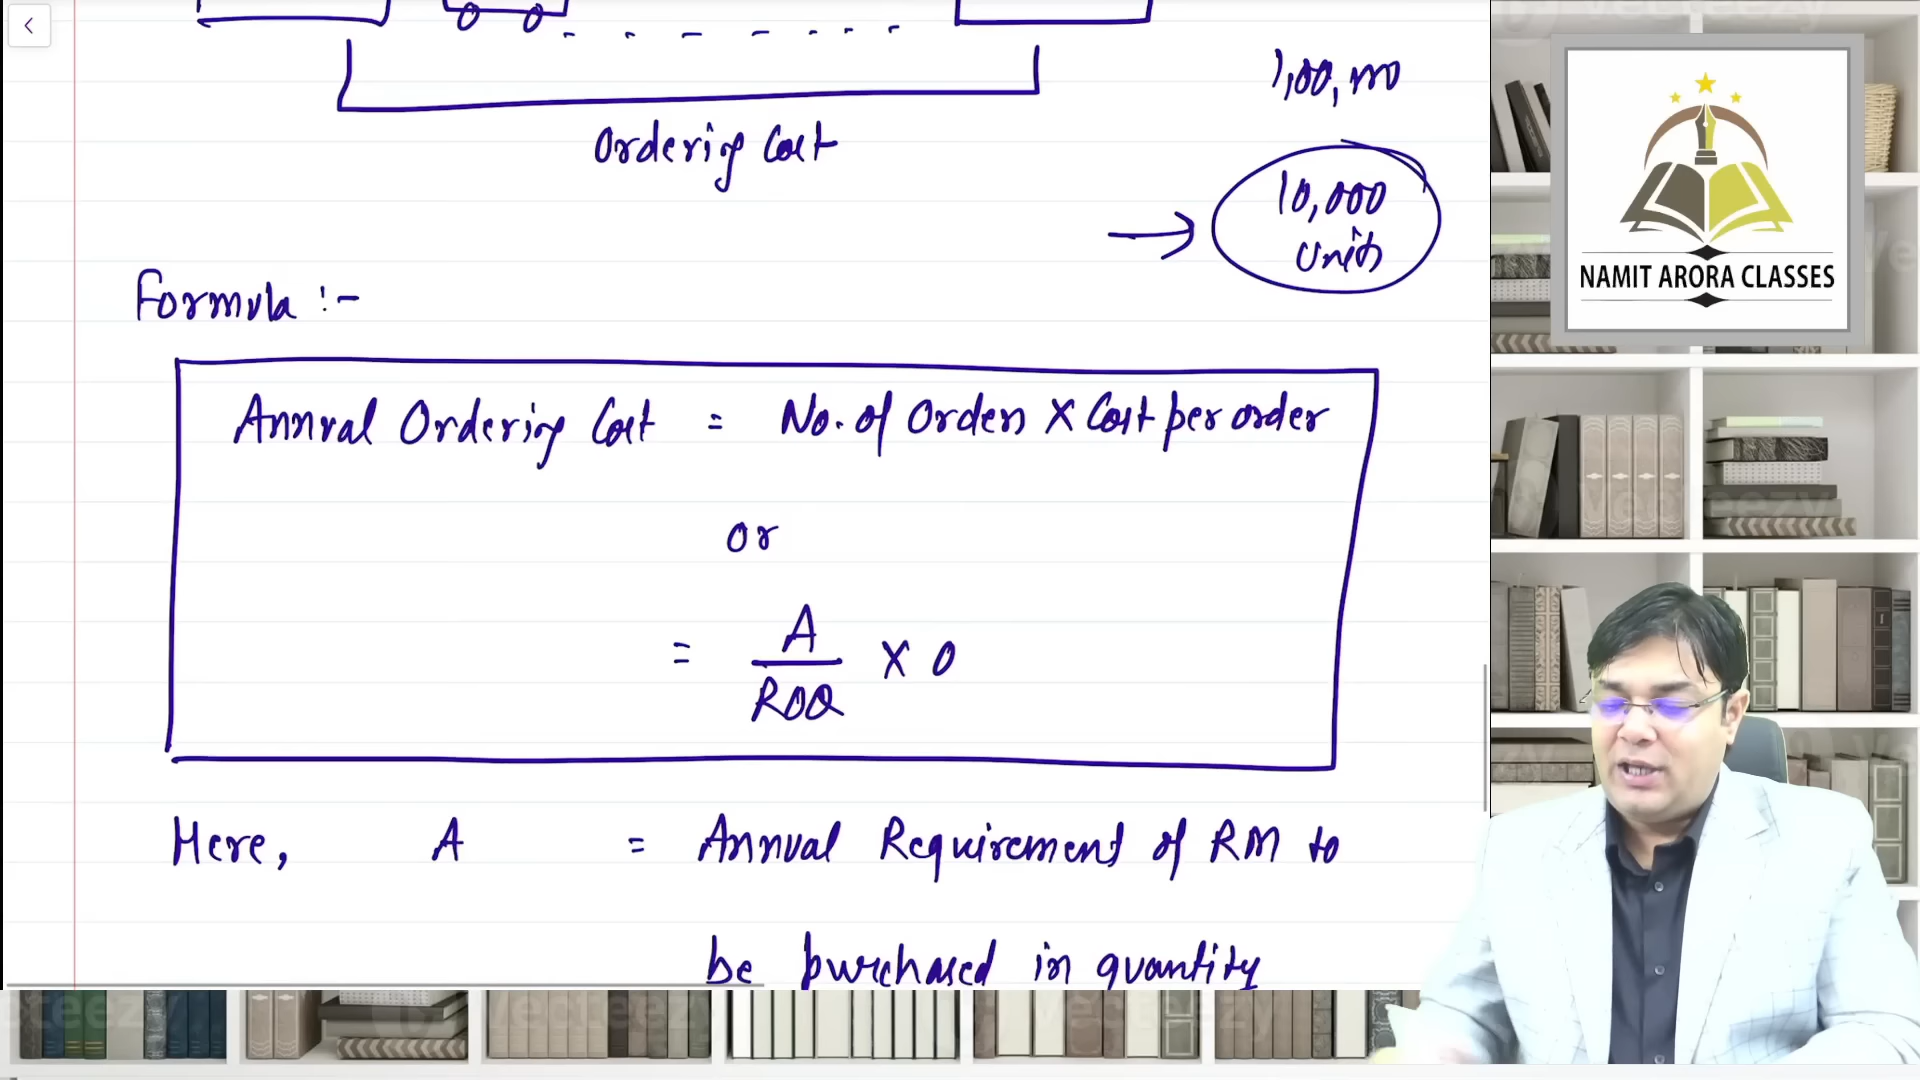 1,00,000
Ordering Cost
10,000
Units
Formula :-
Annual Ordering Cost = No. of Orders X Cost per order
or
= A
ROQ X O
Here, A = Annual Requirement of RM to
be purchased in quantity
NAMIT ARORA CLASSES